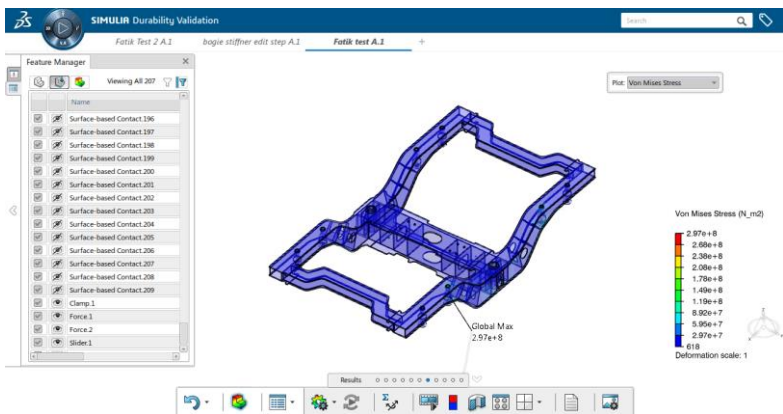 SIMULIA Durability Validation
Search
Fatik Test 2 A.1
bogie stiffner edit step A.1
Fatik test A.1
+
Feature Manager
Viewing All 207
Name
Surface-based Contact.196
Surface-based Contact.197
Surface-based Contact.198
Surface-based Contact.199
Surface-based Contact.200
Surface-based Contact.201
Surface-based Contact.202
Surface-based Contact.203
Surface-based Contact.204
Surface-based Contact.205
Surface-based Contact.206
Surface-based Contact.207
Surface-based Contact.208
Surface-based Contact.209
Clamp.1
Force.1
Force.2
Slider.1
Plot: Von Mises Stress
Von Mises Stress (N_m2)
2.97e+8
2.68e+8
2.38e+8
2.08e+8
1.78e+8
1.49e+8
1.19e+8
8.92e+7
5.95e+7
2.97e+7
618
Deformation scale: 1
Global Max
2.97e+8
Results